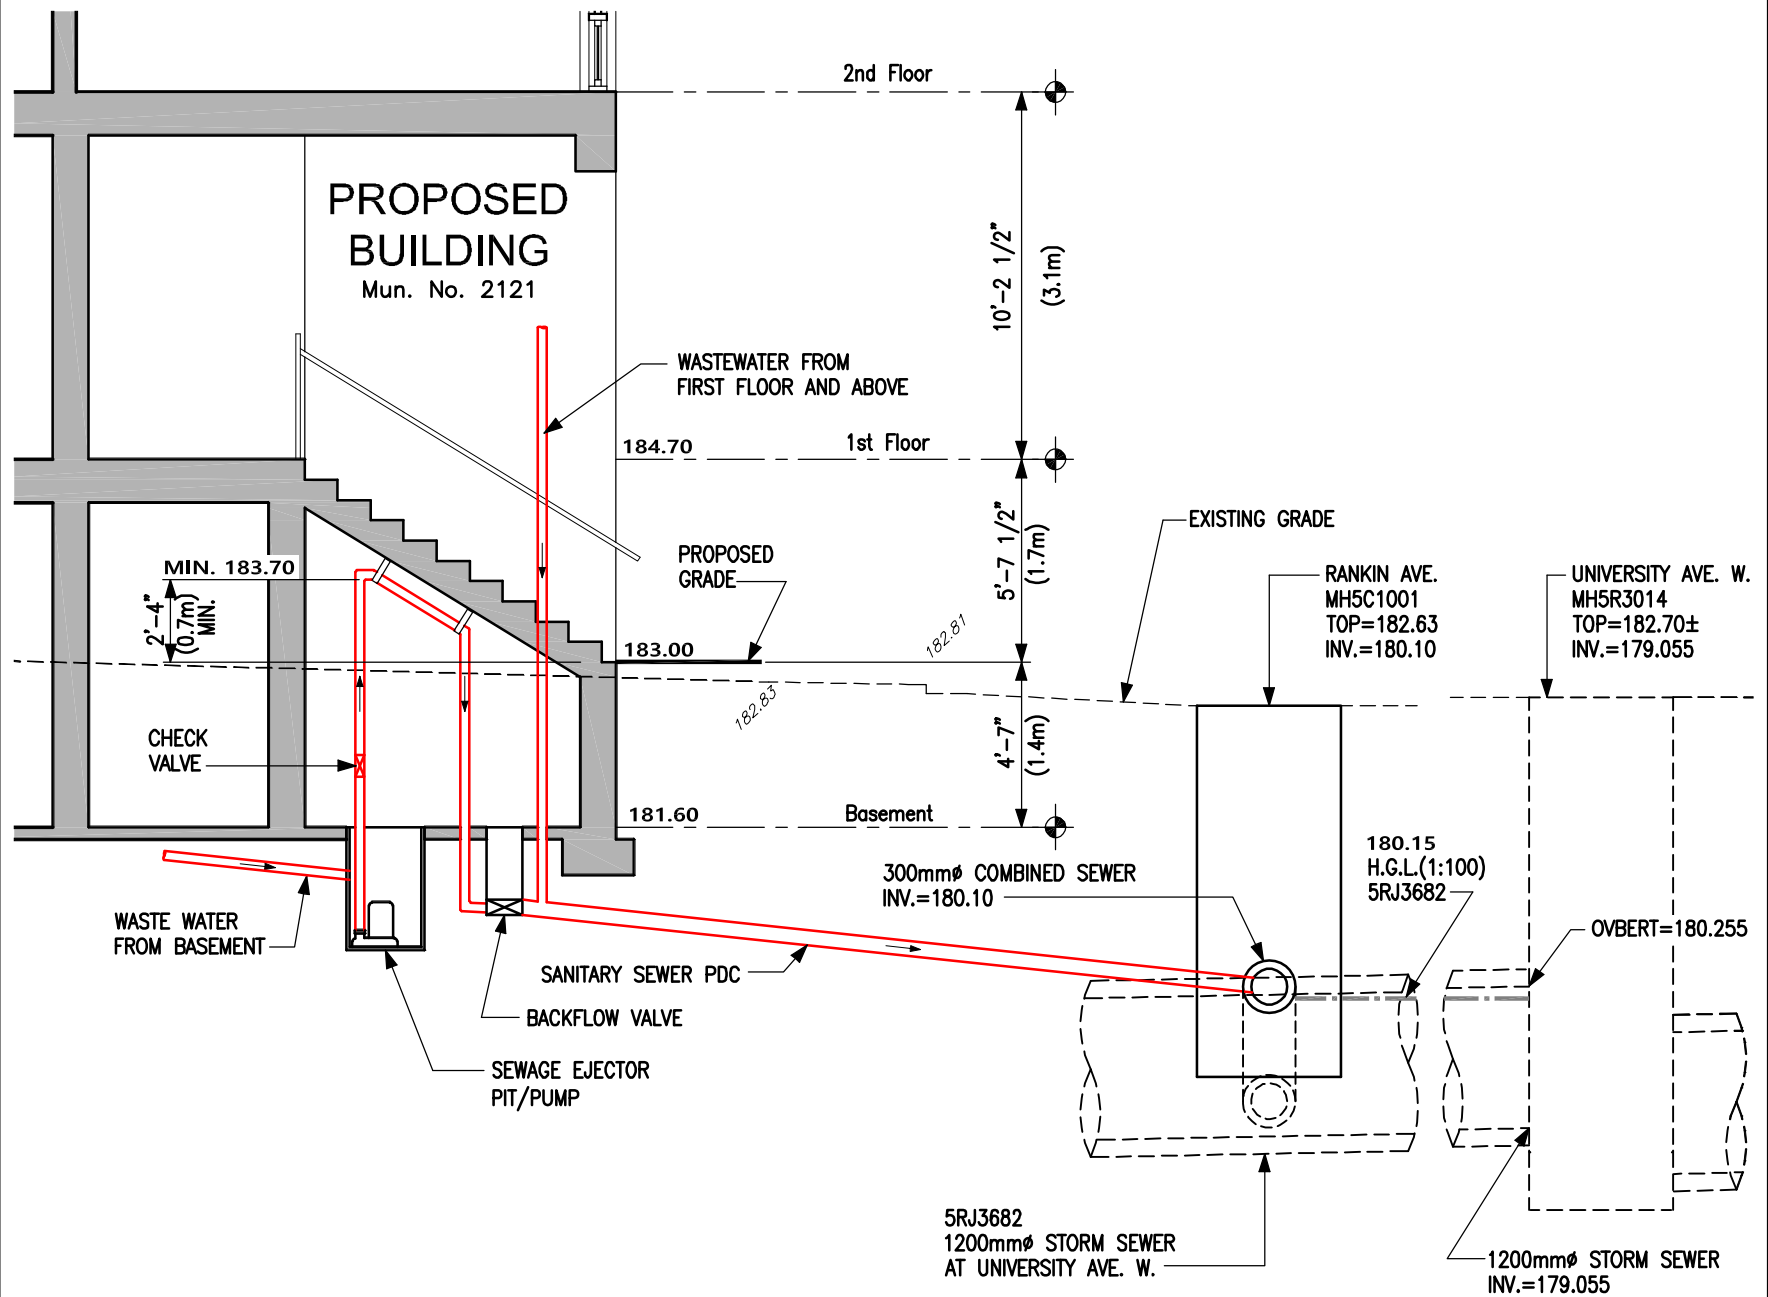 2nd Floor
PROPOSED
BUILDING
Mun. No. 2121
10'-2 1/2"
(3.1m)
WASTEWATER FROM
FIRST FLOOR AND ABOVE
184.70
1st Floor
MIN. 183.70
2'-4"
(0.7m)
MIN.
PROPOSED
GRADE
5'-7 1/2"
(1.7m)
EXISTING GRADE
RANKIN AVE.
MH5C1001
TOP=182.63
INV.=180.10
UNIVERSITY AVE. W.
MH5R3014
TOP=182.70±
INV.=179.055
183.00
182.81
182.83
CHECK
VALVE
4'-7"
(1.4m)
181.60
Basement
300mmø COMBINED SEWER
INV.=180.10
180.15
H.G.L.(1:100)
5RJ3682
WASTE WATER
FROM BASEMENT
OVBERT=180.255
SANITARY SEWER PDC
BACKFLOW VALVE
SEWAGE EJECTOR
PIT/PUMP
5RJ3682
1200mmø STORM SEWER
AT UNIVERSITY AVE. W.
1200mmø STORM SEWER
INV.=179.055